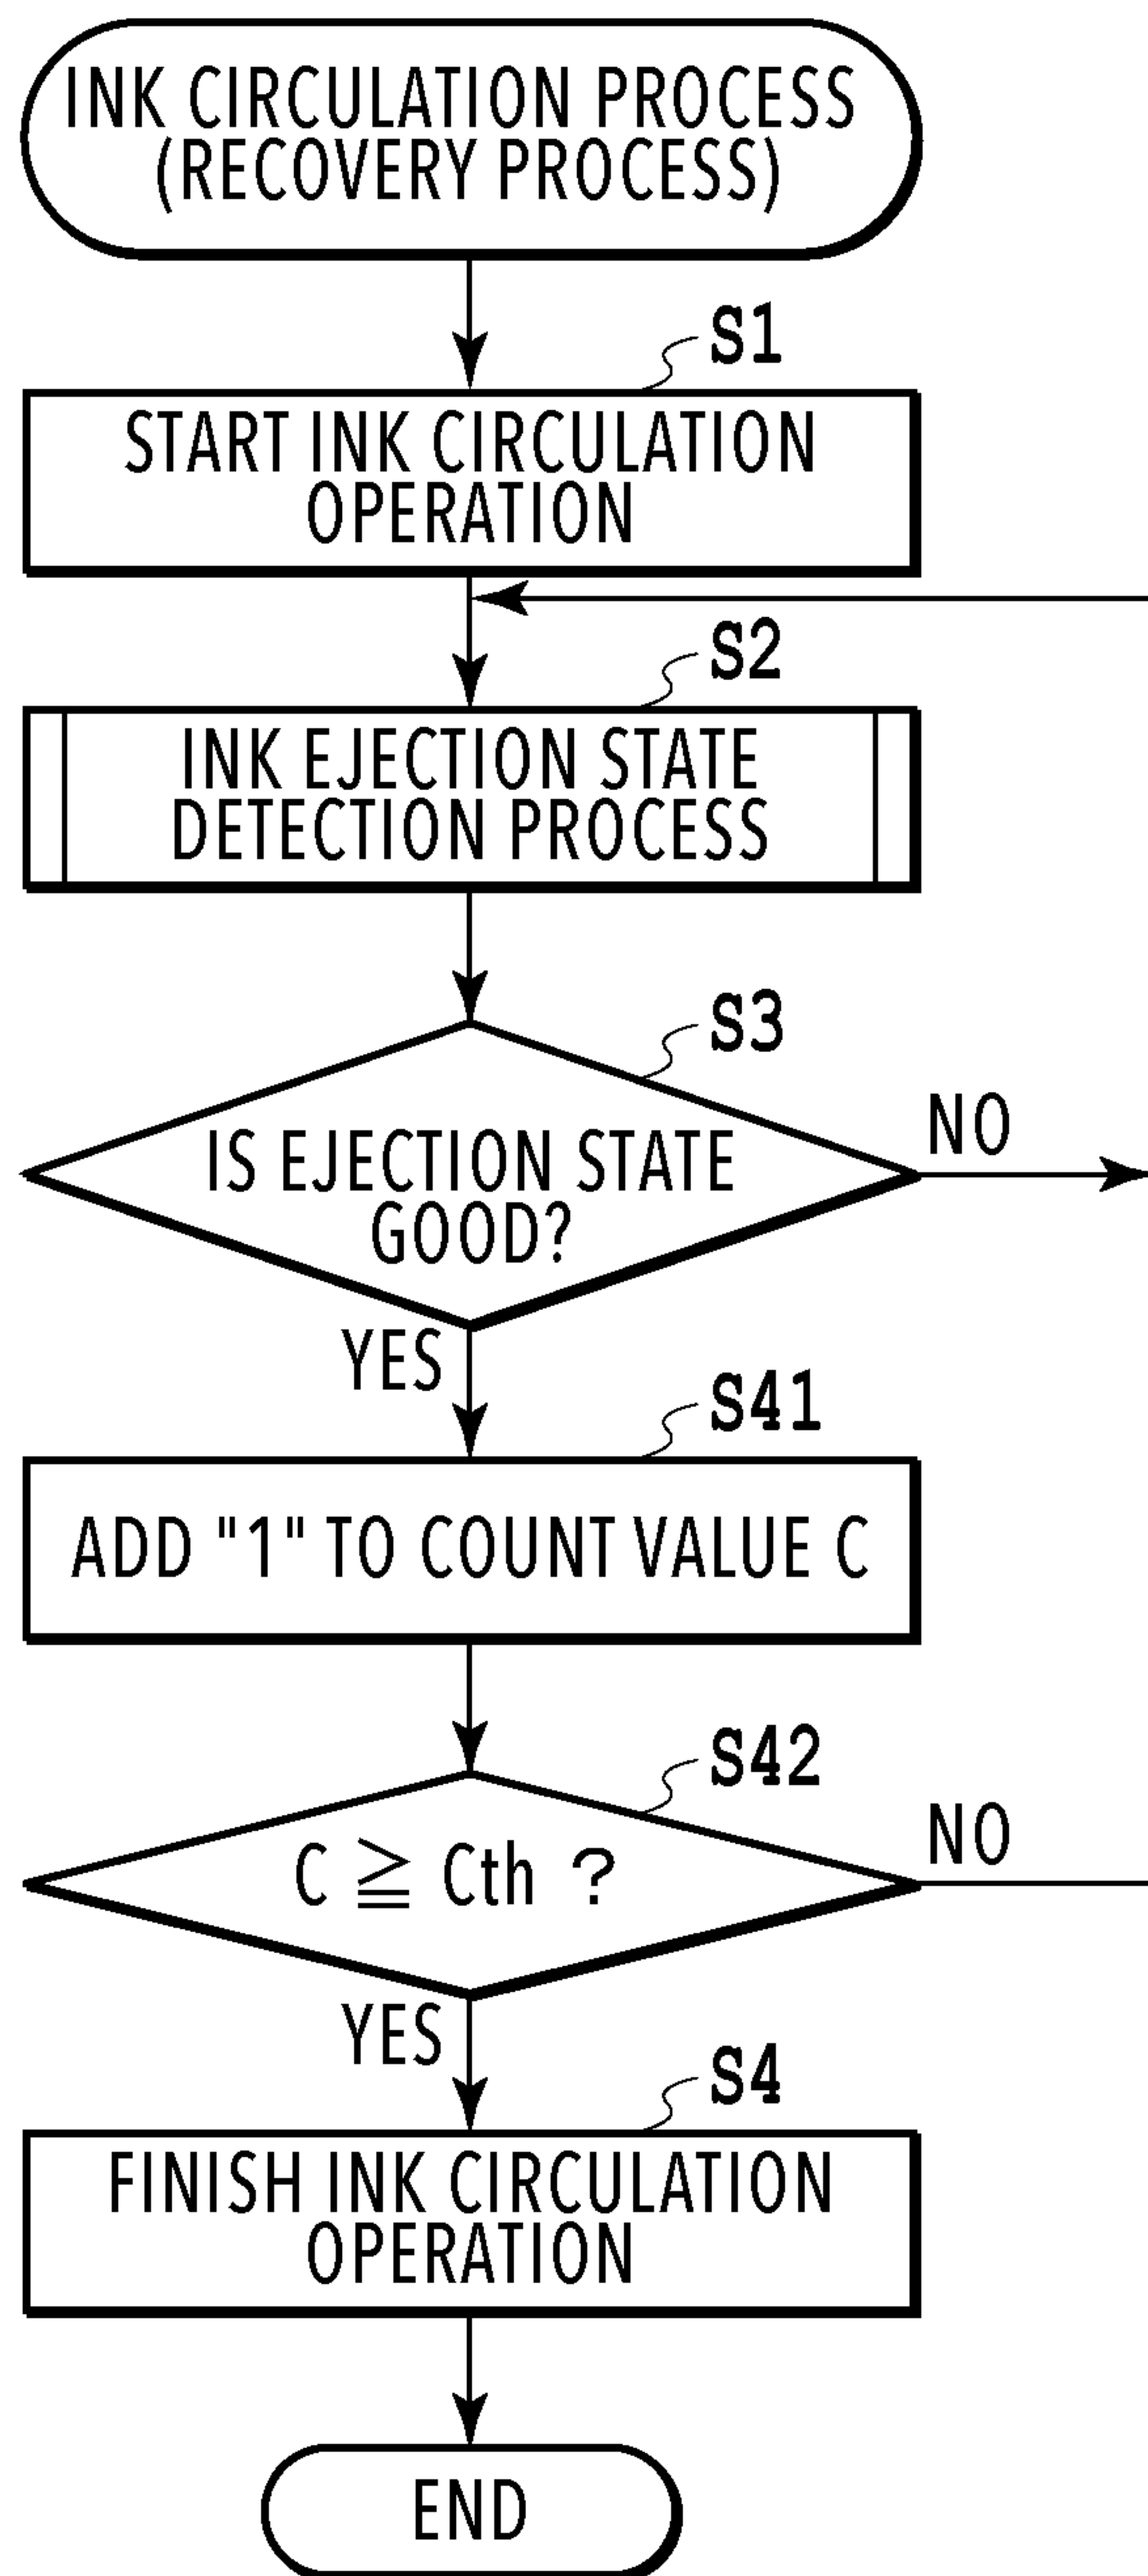 INK CIRCULATION PROCESS
(RECOVERY PROCESS)
S1
START INK CIRCULATION
OPERATION
S2
INK EJECTION STATE
DETECTION PROCESS
S3
IS EJECTION STATE
GOOD?
NO
YES
S41
ADD "1" TO COUNT VALUE C
S42
C ≧ Cth ?
NO
YES
S4
FINISH INK CIRCULATION
OPERATION
END